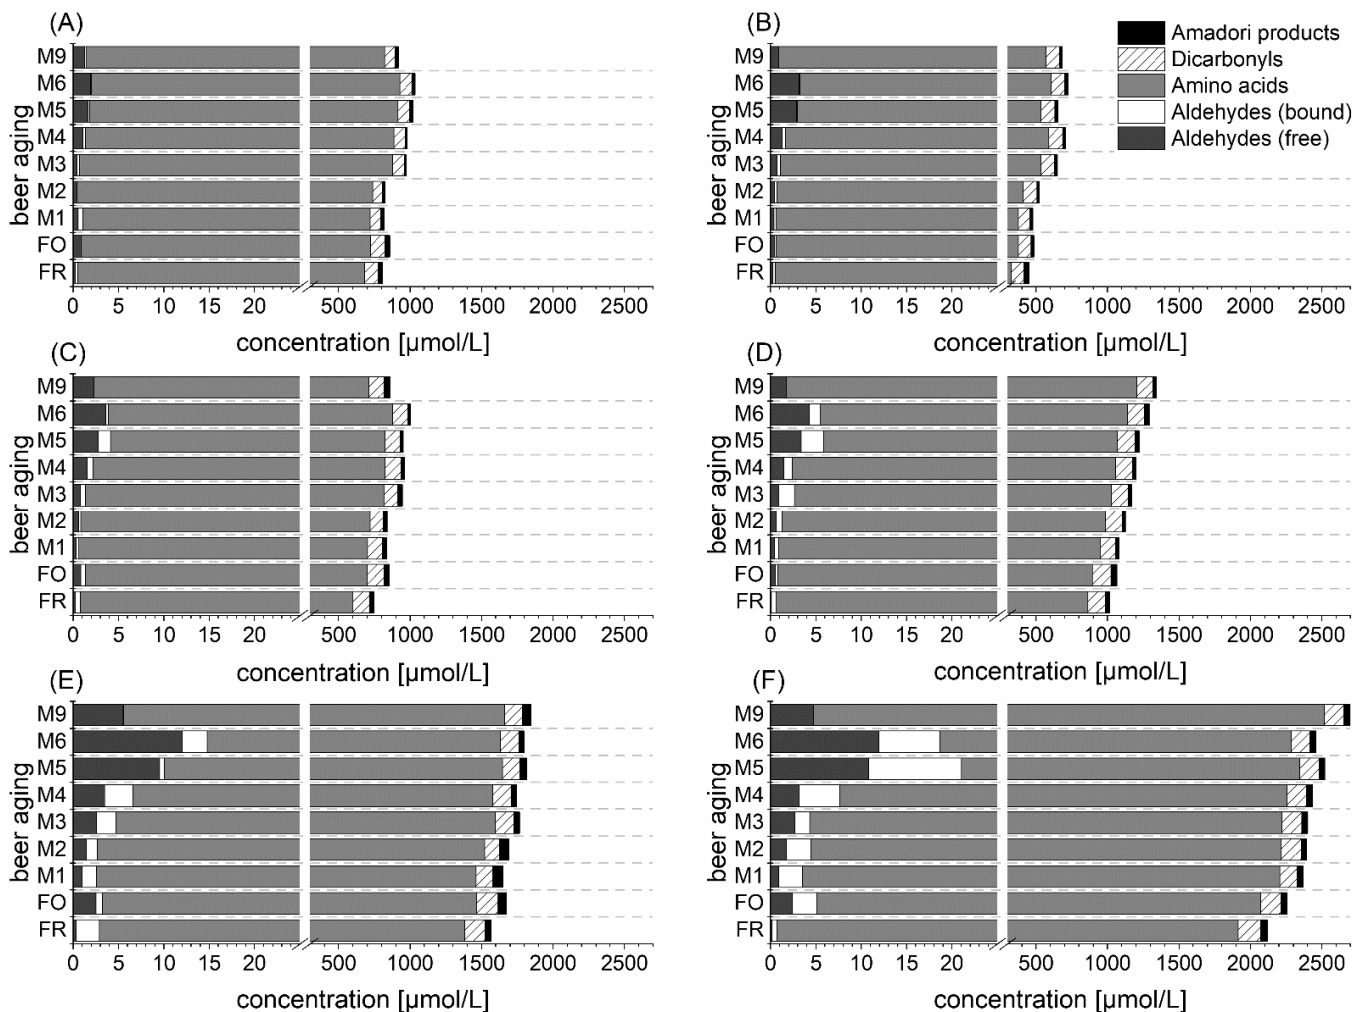 (A)
beer aging
M9
M6
M5
M4
M3
M2
M1
FO
FR
0 5 10 15 20 500 1000 1500 2000 2500
concentration [µmol/L]
(B)
Amadori products
Dicarbonyls
Amino acids
Aldehydes (bound)
Aldehydes (free)
beer aging
M9
M6
M5
M4
M3
M2
M1
FO
FR
0 5 10 15 20 500 1000 1500 2000 2500
concentration [µmol/L]
(C)
beer aging
M9
M6
M5
M4
M3
M2
M1
FO
FR
0 5 10 15 20 500 1000 1500 2000 2500
concentration [µmol/L]
(D)
beer aging
M9
M6
M5
M4
M3
M2
M1
FO
FR
0 5 10 15 20 500 1000 1500 2000 2500
concentration [µmol/L]
(E)
beer aging
M9
M6
M5
M4
M3
M2
M1
FO
FR
0 5 10 15 20 500 1000 1500 2000 2500
concentration [µmol/L]
(F)
beer aging
M9
M6
M5
M4
M3
M2
M1
FO
FR
0 5 10 15 20 500 1000 1500 2000 2500
concentration [µmol/L]